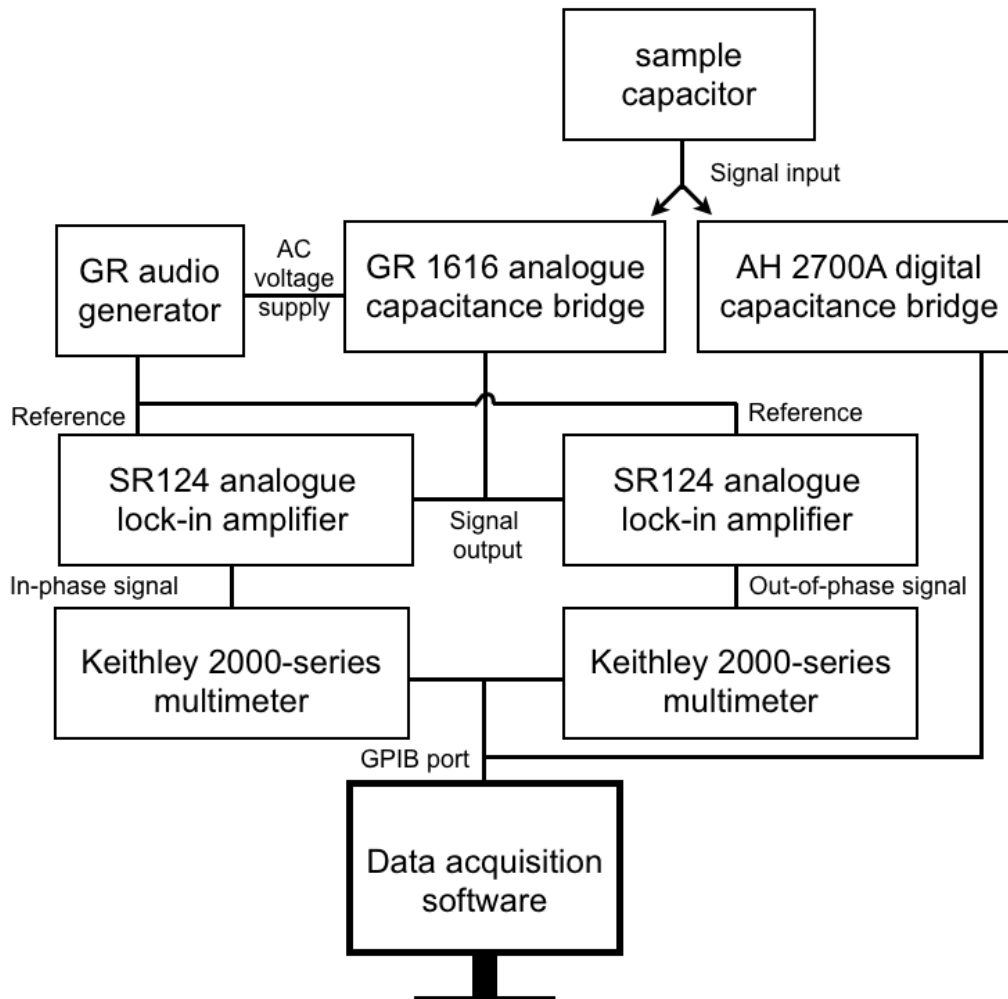 sample
capacitor
Signal input
GR audio
generator
AC
voltage
supply
GR 1616 analogue
capacitance bridge
AH 2700A digital
capacitance bridge
Reference
Reference
SR124 analogue
lock-in amplifier
Signal
output
SR124 analogue
lock-in amplifier
In-phase signal
Out-of-phase signal
Keithley 2000-series
multimeter
Keithley 2000-series
multimeter
GPIB port
Data acquisition
software